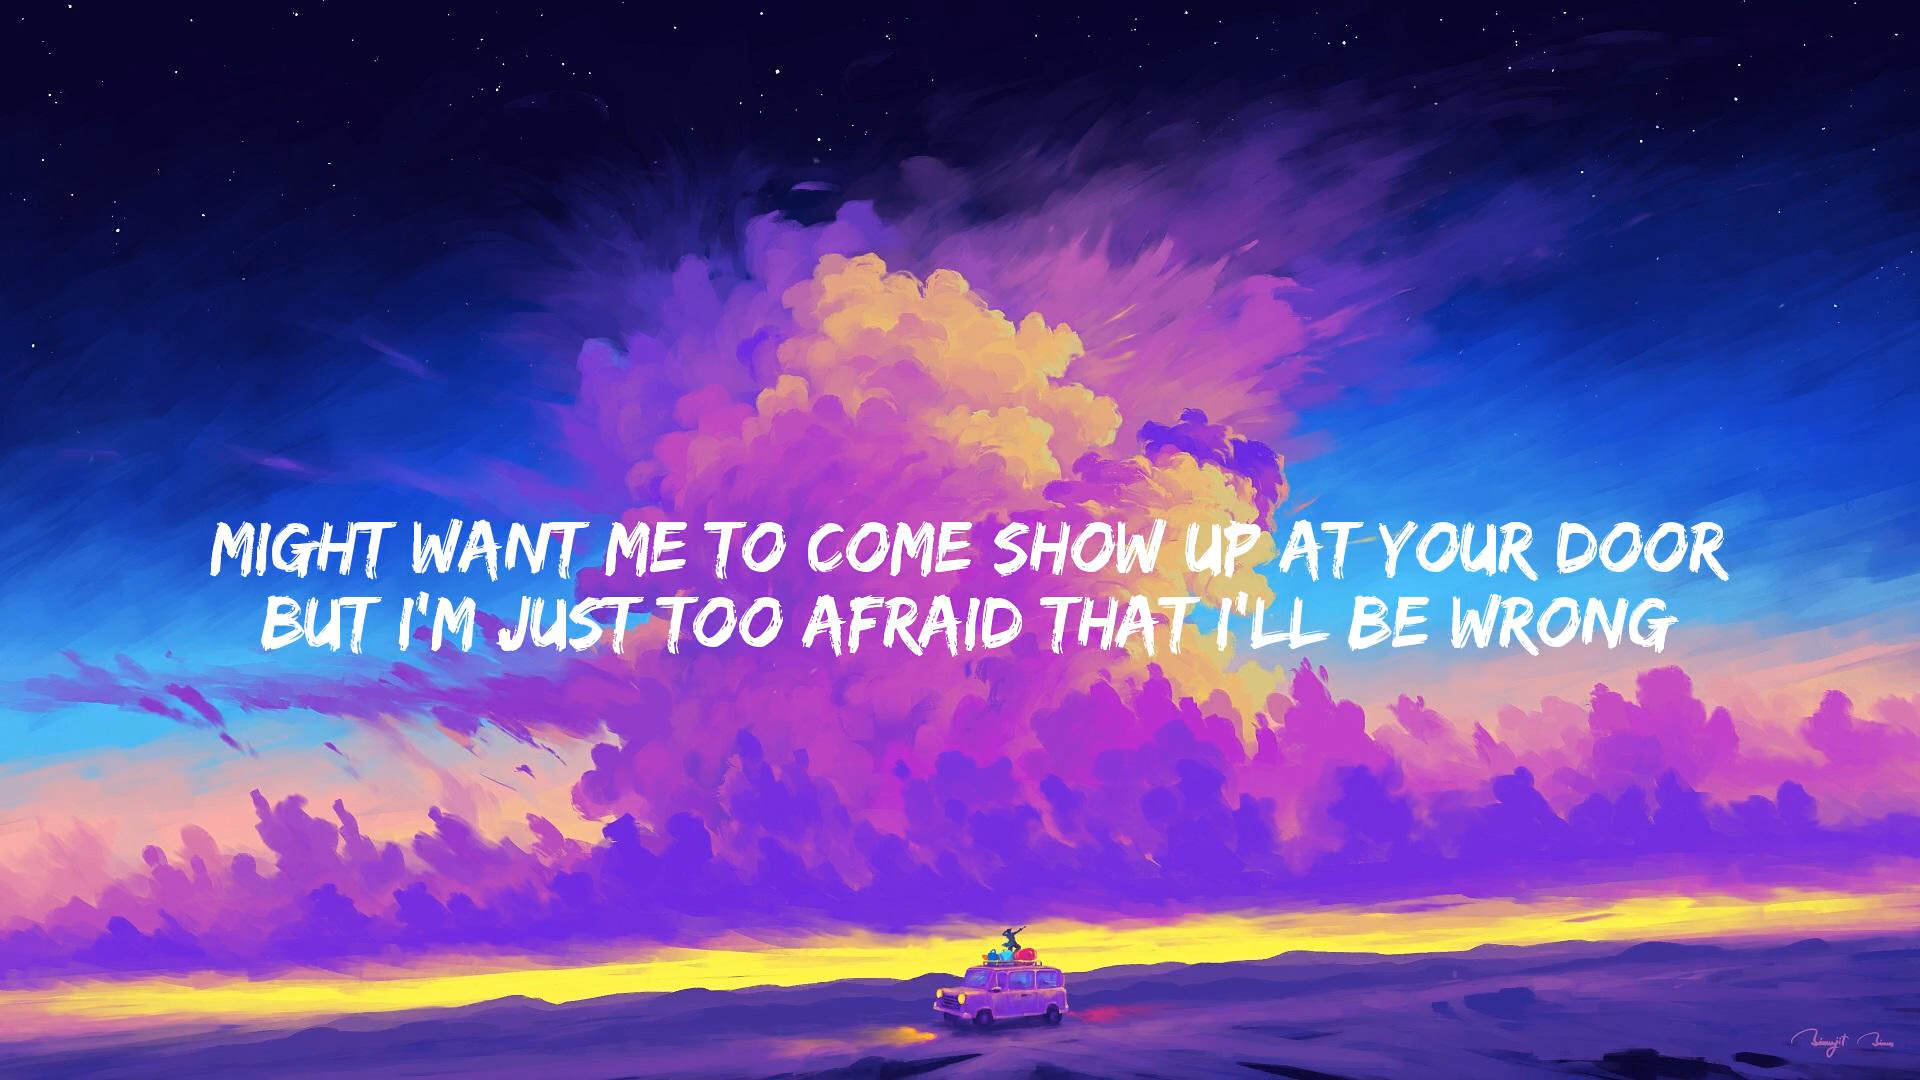 MIGHT WANT ME TO COME SHOW UP AT YOUR DOOR
BUT I'M JUST TOO AFRAID THAT I'LL BE WRONG